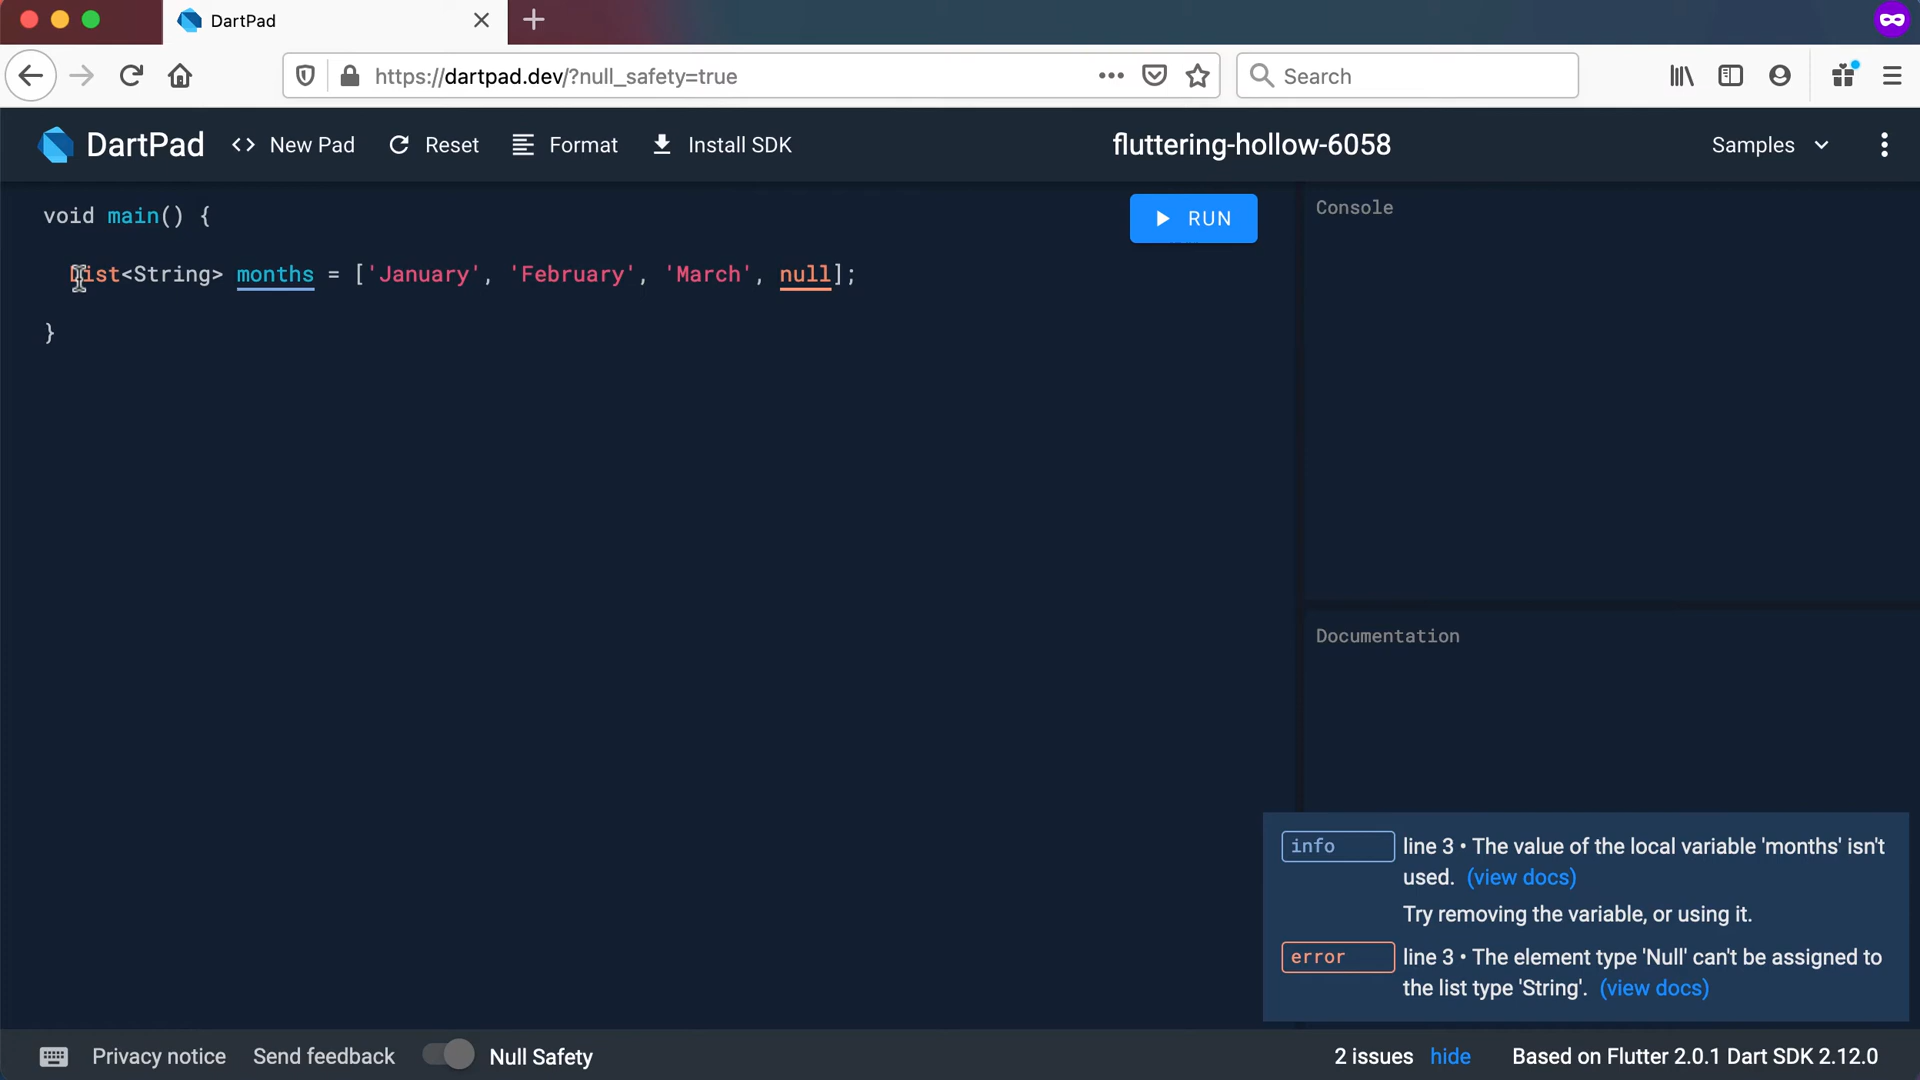 DartPad
https://dartpad.dev/?null_safety=true
Search
DartPad
<> New Pad
Reset
Format
Install SDK
fluttering-hollow-6058
Samples
void main() {
RUN
List<String> months = ['January', 'February', 'March', null];
}
Console
Documentation
info line 3 • The value of the local variable 'months' isn't
used. (view docs)
Try removing the variable, or using it.
error line 3 • The element type 'Null' can't be assigned to
the list type 'String'. (view docs)
Privacy notice
Send feedback
Null Safety
2 issues hide
Based on Flutter 2.0.1 Dart SDK 2.12.0